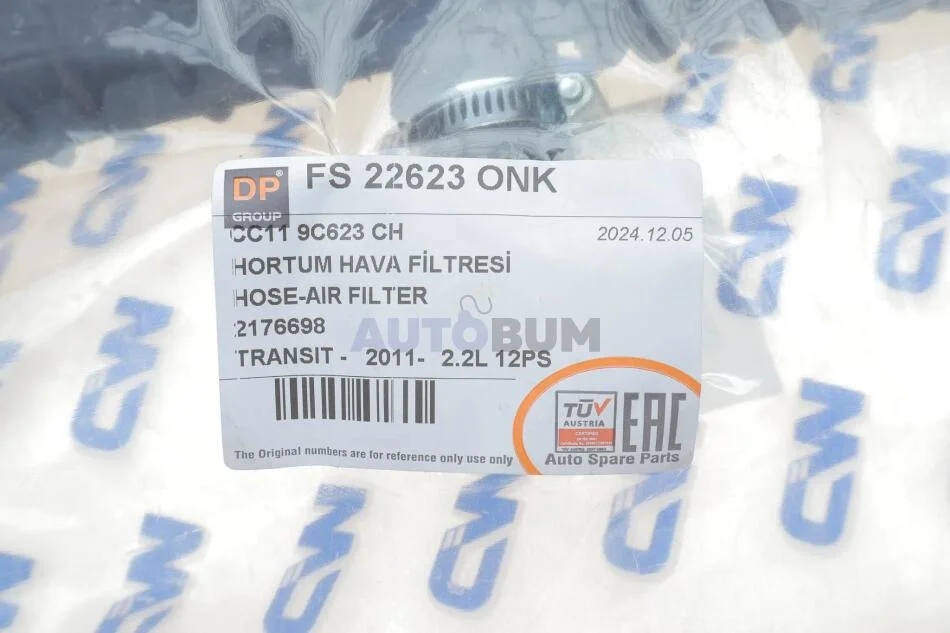 DP®
GROUP
FS 22623 ONK
CC11 9C623 CH
2024.12.05
HORTUM HAVA FİLTRESİ
HOSE-AIR FILTER
2176698
AUTOBUM
TRANSIT - 2011- 2.2L 12PS
TÜV
AUSTRIA
CERTIFIED
EAC
Auto Spare Parts
The Original numbers are for reference only use only